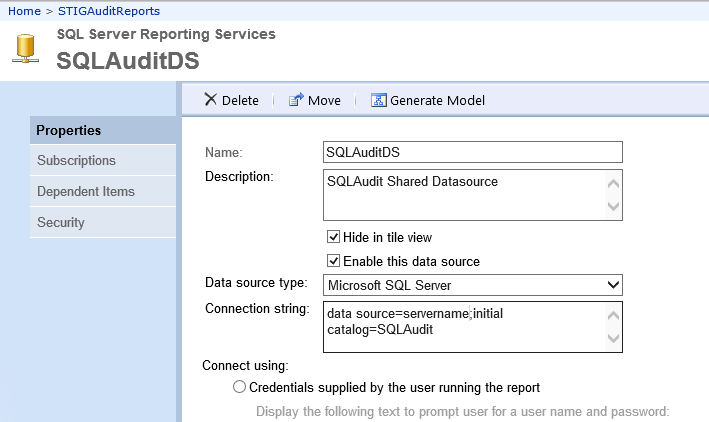 Home > STIGAuditReports
SQL Server Reporting Services
SQLAuditDS
Delete
Move
Generate Model
Properties
Subscriptions
Dependent Items
Security
Name:
SQLAuditDS
Description:
SQLAudit Shared Datasource
Hide in tile view
Enable this data source
Data source type:
Microsoft SQL Server
Connection string:
data source=servername;initial
catalog=SQLAudit
Connect using:
Credentials supplied by the user running the report
Display the following text to prompt user for a user name and password: